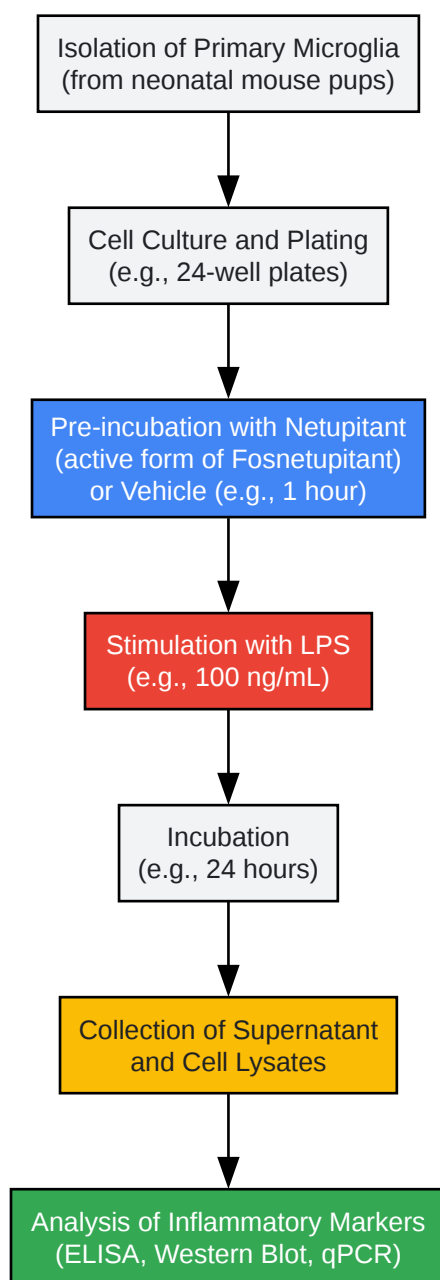 Isolation of Primary Microglia
(from neonatal mouse pups)
Cell Culture and Plating
(e.g., 24-well plates)
Pre-incubation with Netupitant
(active form of Fosnetupitant)
or Vehicle (e.g., 1 hour)
Stimulation with LPS
(e.g., 100 ng/mL)
Incubation
(e.g., 24 hours)
Collection of Supernatant
and Cell Lysates
Analysis of Inflammatory Markers
(ELISA, Western Blot, qPCR)